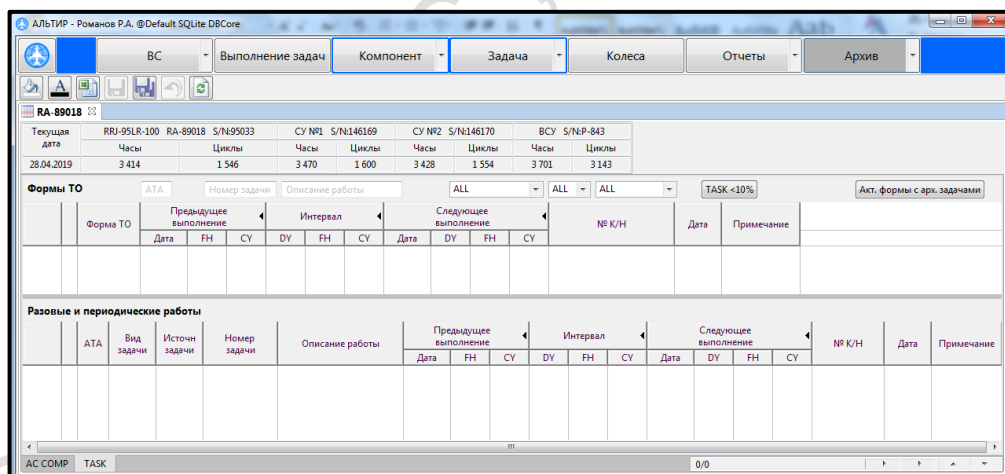 АЛЬТИР - Романов Р.А. @Default SQLite DBCore
ВС Выполнение задач Компонент Задача Колеса Отчеты Архив
RA-89018
Текущая дата RRJ-95LR-100 RA-89018 S/N:95033 СУ №1 S/N:146169 СУ №2 S/N:146170 ВСУ S/N:P-843
Часы Циклы Часы Циклы Часы Циклы Часы Циклы
28.04.2019 3 414 1 546 3 470 1 600 3 428 1 554 3 701 3 143
Формы ТО АТА Номер задачи Описание работы ALL ALL ALL TASK <10% Акт. формы с арх. задачами
Форма ТО Предыдущее выполнение Интервал Следующее выполнение № К/Н Дата Примечание
Дата FH CY DY FH CY Дата DY FH CY
Разовые и периодические работы
АТА Вид задачи Источн задачи Номер задачи Описание работы Предыдущее выполнение Интервал Следующее выполнение № К/Н Дата Примечание
Дата FH CY DY FH CY Дата DY FH CY
AC COMP TASK 0/0